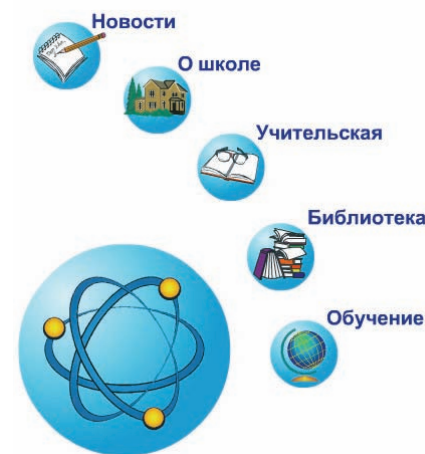 Новости
О школе
Учительская
Библиотека
Обучение